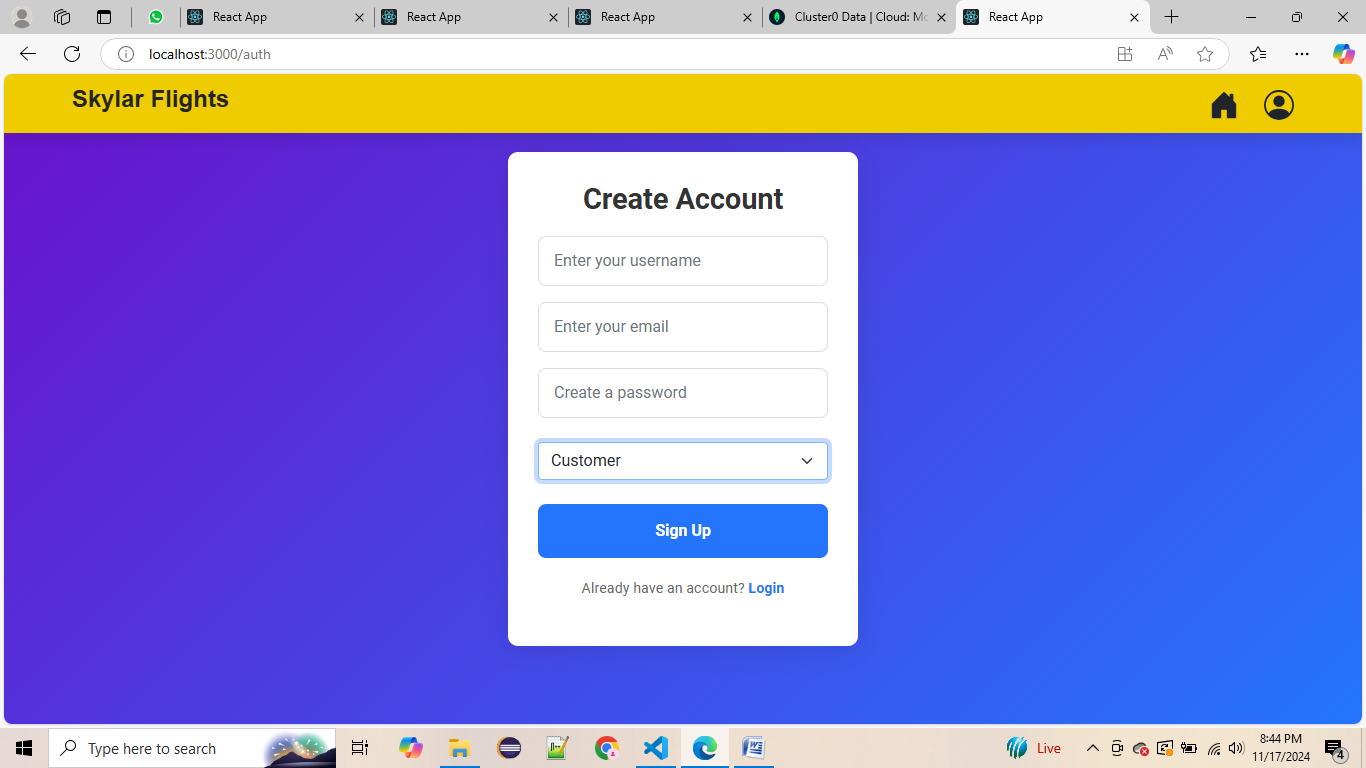 React App
React App
React App
Cluster0 Data | Cloud: Mo
React App
localhost:3000/auth
Skylar Flights
Create Account
Enter your username
Enter your email
Create a password
Customer
Sign Up
Already have an account? Login
Type here to search
Live
8:44 PM
11/17/2024
4